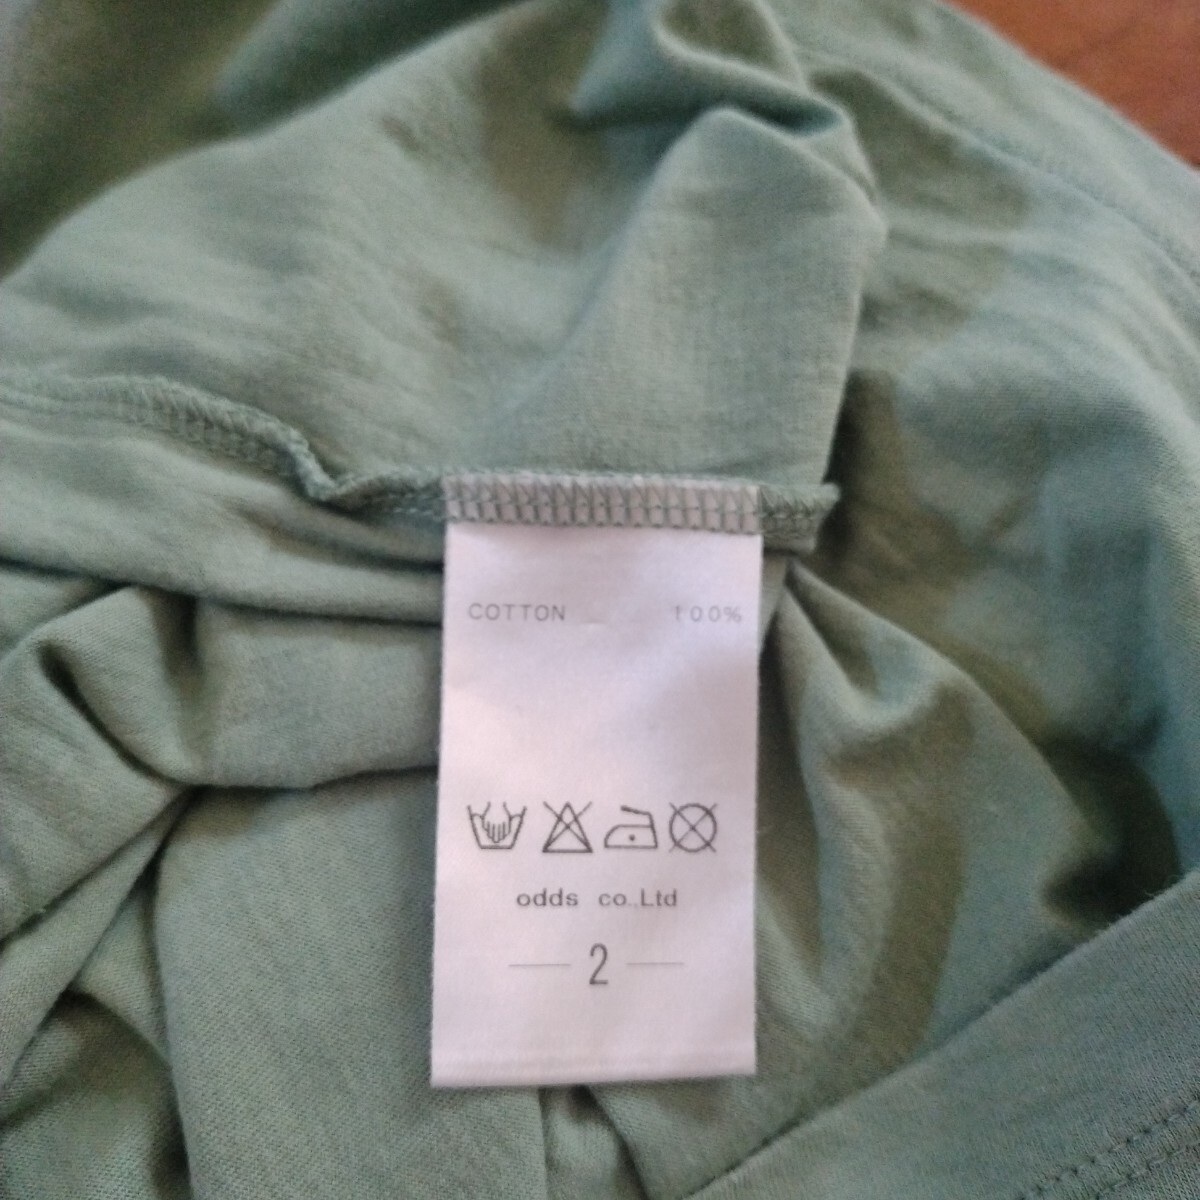 COTTON 100%
odds co.,Ltd
2